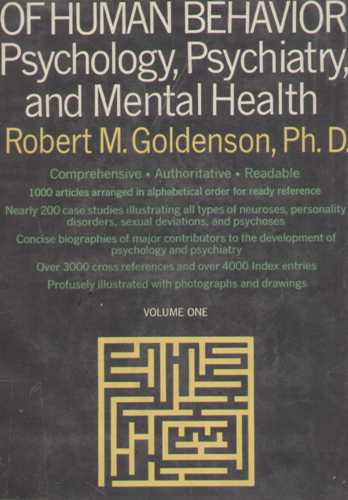 OF HUMAN BEHAVIOR
Psychology, Psychiatry,
and Mental Health
Robert M. Goldenson, Ph. D.
Comprehensive • Authoritative • Readable
1000 articles arranged in alphabetical order for ready reference
Nearly 200 case studies illustrating all types of neuroses, personality
disorders, sexual deviations, and psychoses
Concise biographies of major contributors to the development of
psychology and psychiatry
Over 3000 cross references and over 4000 Index entries
Profusely illustrated with photographs and drawings
VOLUME ONE